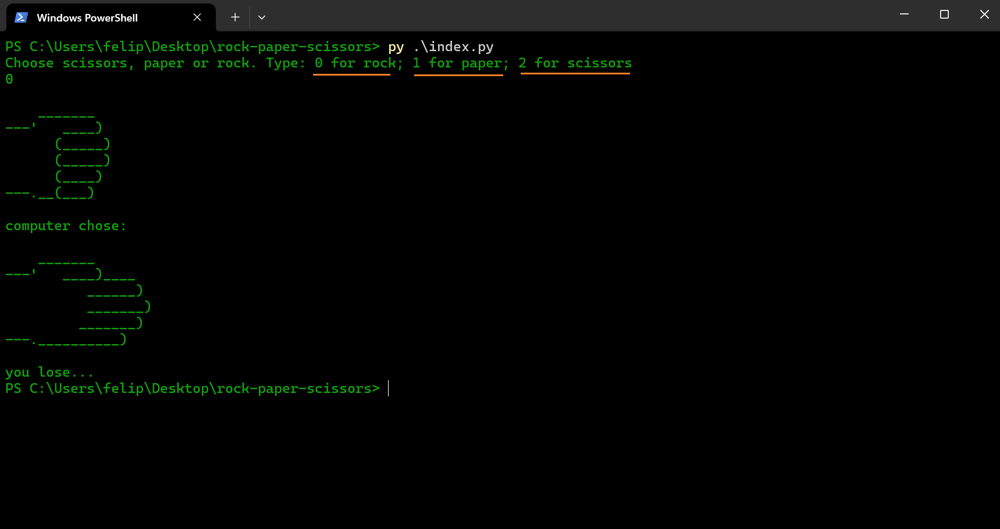 Windows PowerShell
PS C:\Users\felip\Desktop\rock-paper-scissors> py .\index.py
Choose scissors, paper or rock. Type: 0 for rock; 1 for paper; 2 for scissors
0
    _______
---'   ____)
      (_____)
      (_____)
      (____)
---.__(___)
computer chose:
    _______
---'   ____)____
          ______)
          _______)
         _______)
---.__________)
you lose...
PS C:\Users\felip\Desktop\rock-paper-scissors>